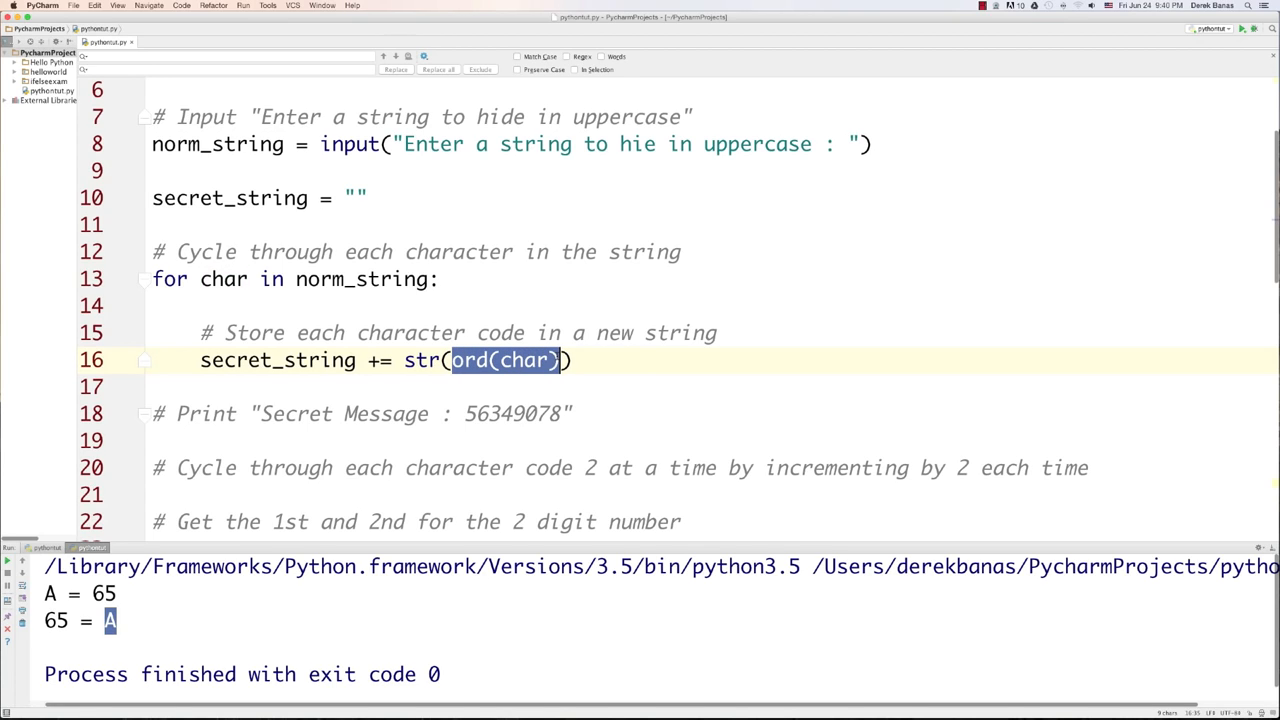 PyCharm File Edit View Navigate Code Refactor Run Tools VCS Window Help 10 Fri Jun 24 9:40 PM Derek Banas
pythontut.py - PycharmProjects - [~/PycharmProjects]
PycharmProjects pythontut.py pythontut
pythontut.py ×
PycharmProject
Hello Python
helloworld
ifelseexam
pythontut.py
External Librarie
Match Case Regex Words
Replace Replace all Exclude Preserve Case In Selection
6
7 # Input "Enter a string to hide in uppercase"
8 norm_string = input("Enter a string to hie in uppercase : ")
9
10 secret_string = ""
11
12 # Cycle through each character in the string
13 for char in norm_string:
14
15 # Store each character code in a new string
16 secret_string += str(ord(char))
17
18 # Print "Secret Message : 56349078"
19
20 # Cycle through each character code 2 at a time by incrementing by 2 each time
21
22 # Get the 1st and 2nd for the 2 digit number
Run: pythontut pythontut
/Library/Frameworks/Python.framework/Versions/3.5/bin/python3.5 /Users/derekbanas/PycharmProjects/pytho
A = 65
65 = A
Process finished with exit code 0
9 chars 16:35 LF÷ UTF-8÷